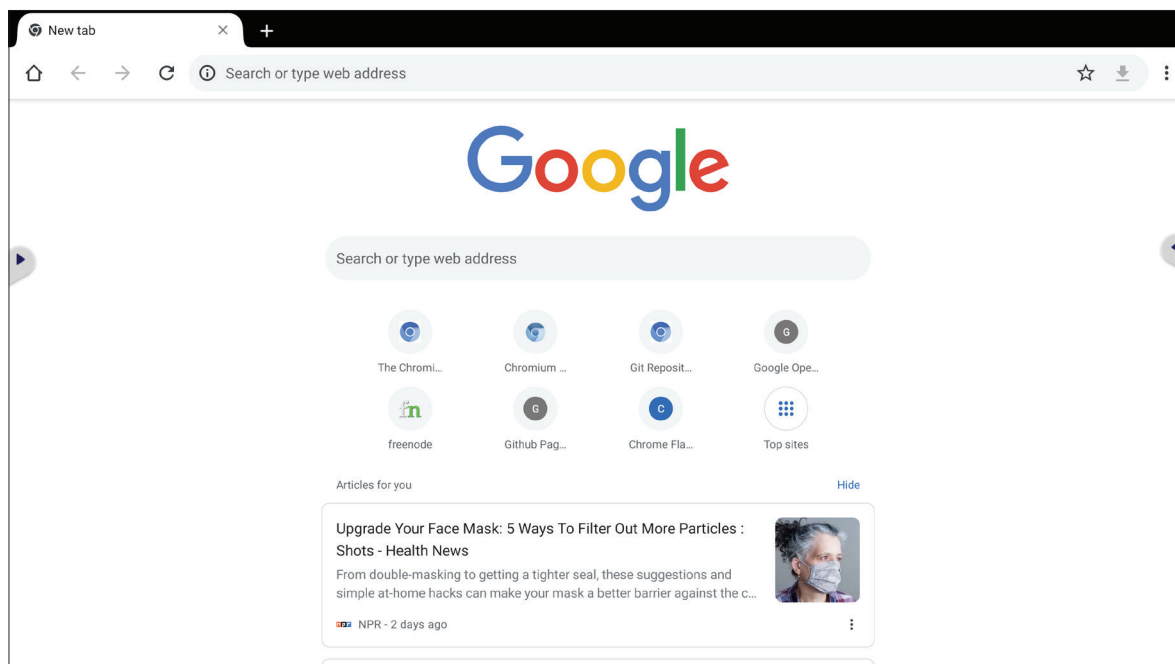 New tab
Search or type web address
Google
Search or type web address
The Chromi...
Chromium ...
Git Reposit...
G
Google Ope...
fn
freenode
G
Github Pag...
C
Chrome Fla...
Top sites
Articles for you
Hide
Upgrade Your Face Mask: 5 Ways To Filter Out More Particles :
Shots - Health News
From double-masking to getting a tighter seal, these suggestions and
simple at-home hacks can make your mask a better barrier against the c...
npr NPR - 2 days ago